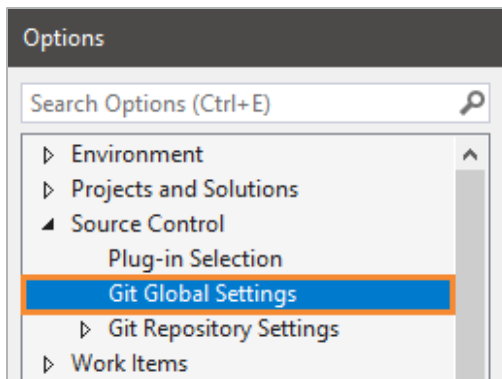 Options
Search Options (Ctrl+E)
Environment
Projects and Solutions
Source Control
Plug-in Selection
Git Global Settings
Git Repository Settings
Work Items